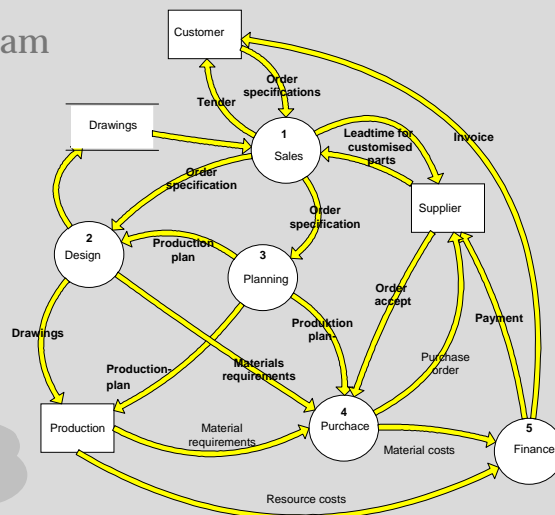 am
Customer
Order
specifications
Tender
Drawings
1
Sales
Leadtime for
customised
parts
Invoice
Order
specification
Supplier
Order
specification
2
Design
Production
plan
3
Planning
Order
accept
Produktion
plan-
Payment
Drawings
Materials
requirements
Purchase
order
Production-
plan
4
Purchace
5
Finance
Production
Material
requirements
Material costs
Resource costs